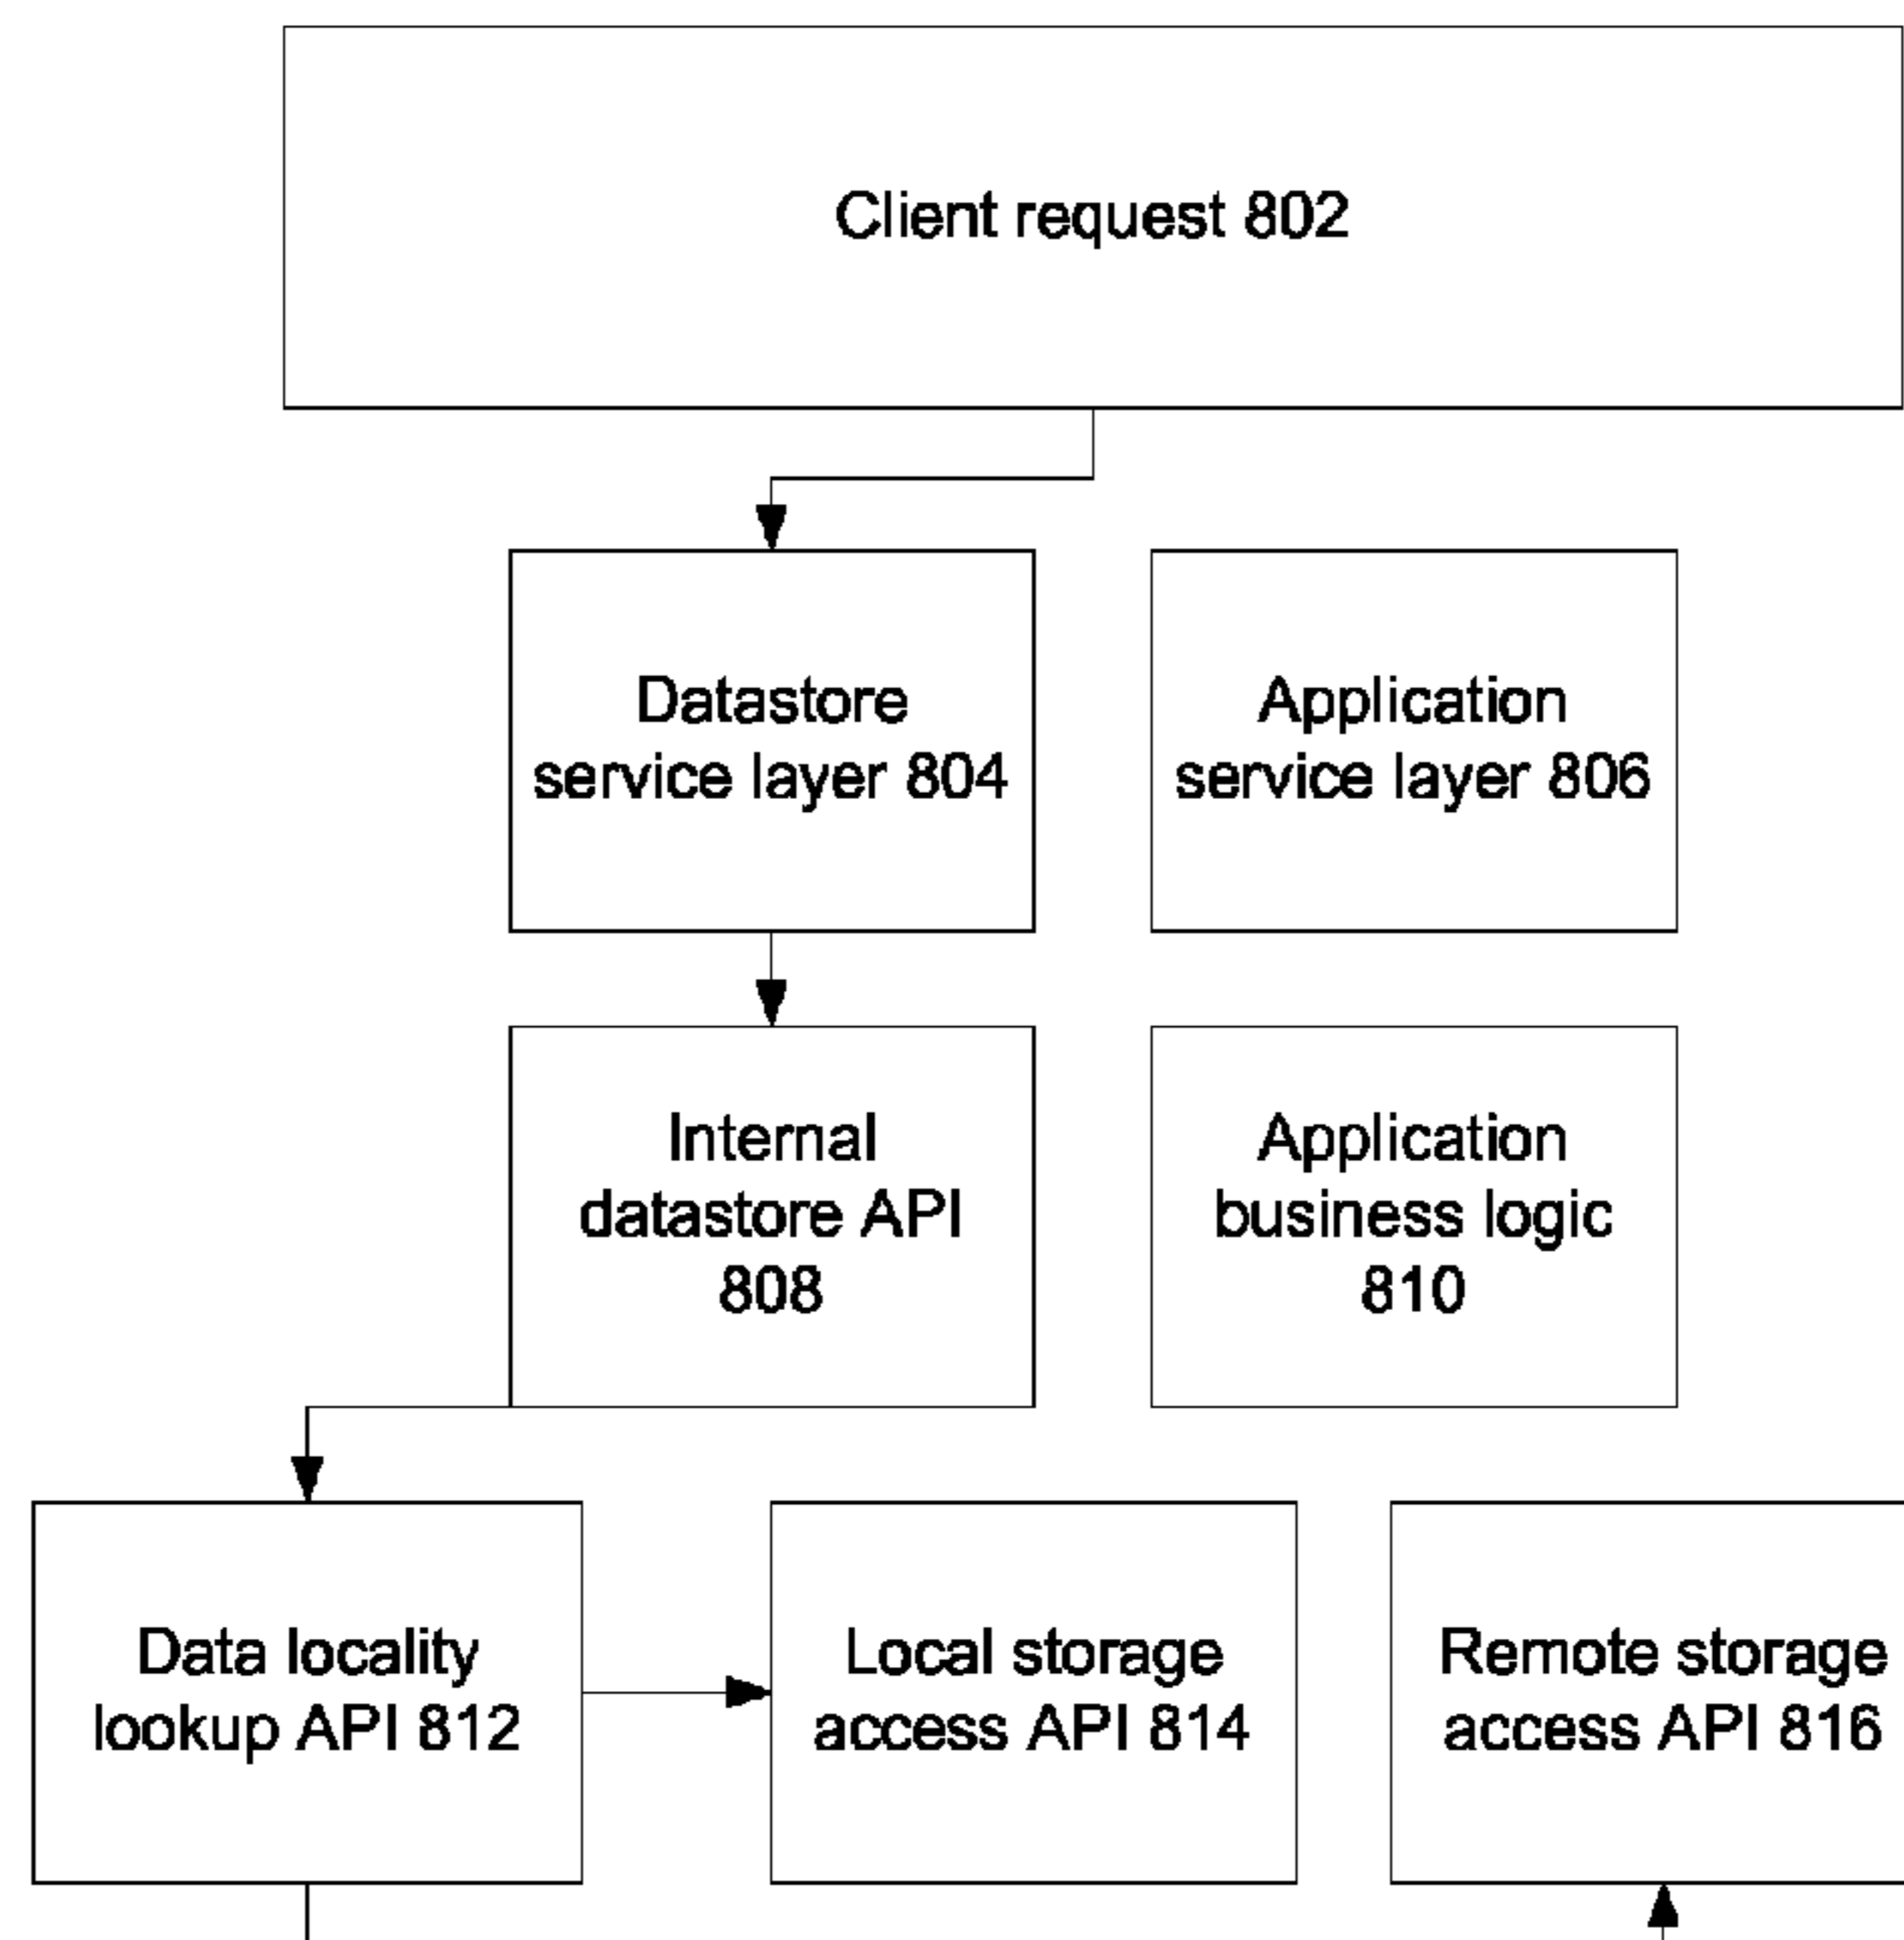 Client request 802
Datastore
service layer 804
Application
service layer 806
Internal
datastore API
808
Application
business logic
810
Data locality
lookup API 812
Local storage
access API 814
Remote storage
access API 816